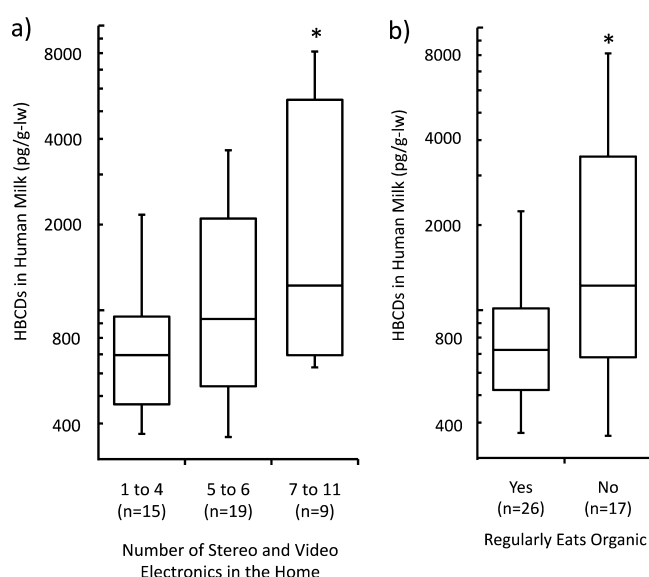 a)
*
8000
4000
2000
800
400
HBCDs in Human Milk (pg/g-lw)
1 to 4
(n=15)
5 to 6
(n=19)
7 to 11
(n=9)
Number of Stereo and Video
Electronics in the Home
b)
*
8000
4000
2000
800
400
HBCDs in Human Milk (pg/g-lw)
Yes
(n=26)
No
(n=17)
Regularly Eats Organic